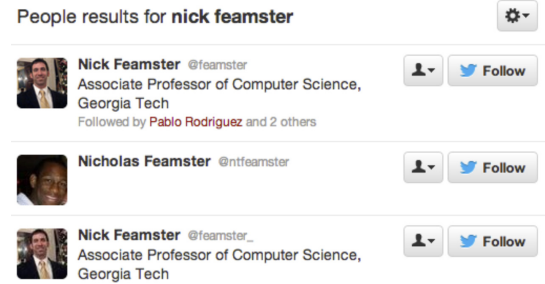 People results for nick feamster
Nick Feamster @feamster
Associate Professor of Computer Science,
Georgia Tech
Followed by Pablo Rodriguez and 2 others
Follow
Nicholas Feamster @ntfeamster
Follow
Nick Feamster @feamster_
Associate Professor of Computer Science,
Georgia Tech
Follow